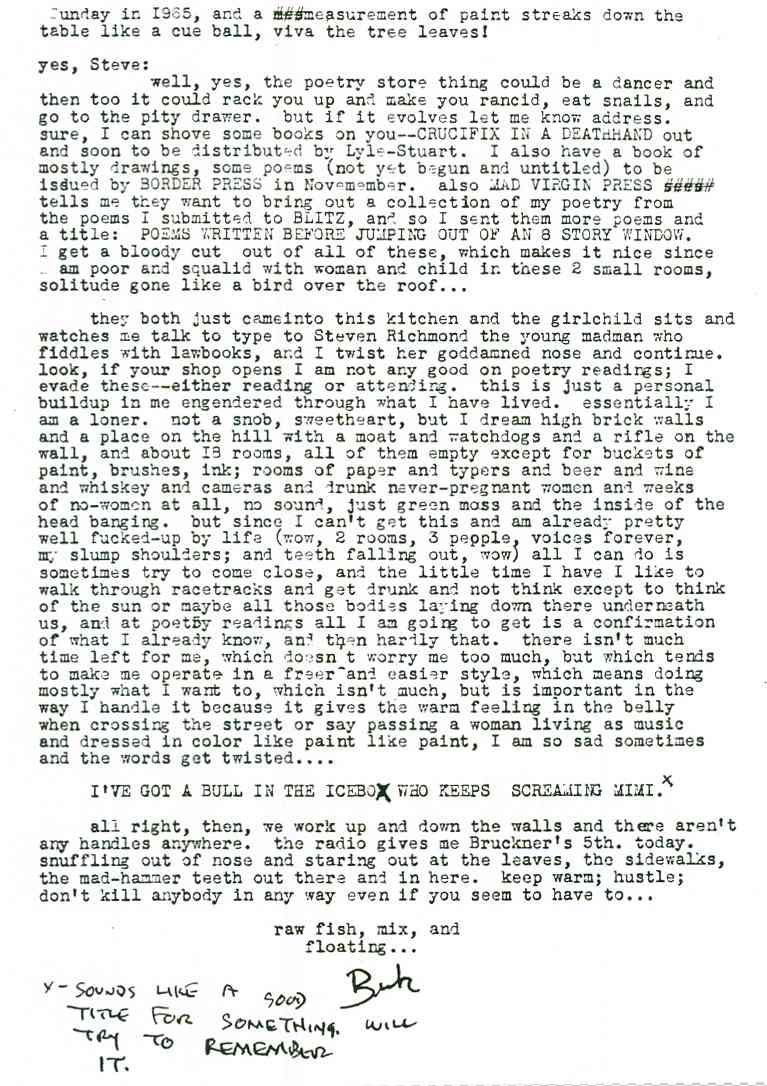 Sunday in 1965, and a ###measurement of paint streaks down the
table like a cue ball, viva the tree leaves!
yes, Steve:
well, yes, the poetry store thing could be a dancer and
then too it could rack you up and make you rancid, eat snails, and
go to the pity drawer. but if it evolves let me know address.
sure, I can shove some books on you--CRUCIFIX IN A DEATHHAND out
and soon to be distributed by Lyle-Stuart. I also have a book of
mostly drawings, some poems (not yet begun and untitled) to be
issued by BORDER PRESS in Novemember. also MAD VIRGIN PRESS #####
tells me they want to bring out a collection of my poetry from
the poems I submitted to BLITZ, and so I sent them more poems and
a title: POEMS WRITTEN BEFORE JUMPING OUT OF AN 8 STORY WINDOW.
I get a bloody cut out of all of these, which makes it nice since
I am poor and squalid with woman and child in these 2 small rooms,
solitude gone like a bird over the roof...
they both just cameinto this kitchen and the girlchild sits and
watches me talk to type to Steven Richmond the young madman who
fiddles with lawbooks, and I twist her goddamned nose and continue.
look, if your shop opens I am not any good on poetry readings; I
evade these--either reading or attending. this is just a personal
buildup in me engendered through what I have lived. essentially I
am a loner. not a snob, sweetheart, but I dream high brick walls
and a place on the hill with a moat and watchdogs and a rifle on the
wall, and about 18 rooms, all of them empty except for buckets of
paint, brushes, ink; rooms of paper and typers and beer and wine
and whiskey and cameras and drunk never-pregnant women and weeks
of no-women at all, no sound, just green moss and the inside of the
head banging. but since I can't get this and am already pretty
well fucked-up by life (wow, 2 rooms, 3 pepple, voices forever,
my slump shoulders; and teeth falling out, wow) all I can do is
sometimes try to come close, and the little time I have I like to
walk through racetracks and get drunk and not think except to think
of the sun or maybe all those bodies laying down there underneath
us, and at poetry readings all I am going to get is a confirmation
of what I already know, and then hardly that. there isn't much
time left for me, which doesn t worry me too much, but which tends
to make me operate in a freer and easier style, which means doing
mostly what I want to, which isn't much, but is important in the
way I handle it because it gives the warm feeling in the belly
when crossing the street or say passing a woman living as music
and dressed in color like paint like paint, I am so sad sometimes
and the words get twisted....
I'VE GOT A BULL IN THE ICEBOX WHO KEEPS SCREAMING MIMI.x
all right, then, we work up and down the walls and there aren't
any handles anywhere. the radio gives me Bruckner's 5th. today.
snuffling out of nose and staring out at the leaves, the sidewalks,
the mad-hammer teeth out there and in here. keep warm; hustle;
don't kill anybody in any way even if you seem to have to...
raw fish, mix, and
floating...
Buk
x- SOUNDS LIKE A GOOD
TITLE FOR SOMETHING. WILL
TRY TO REMEMBER
IT.